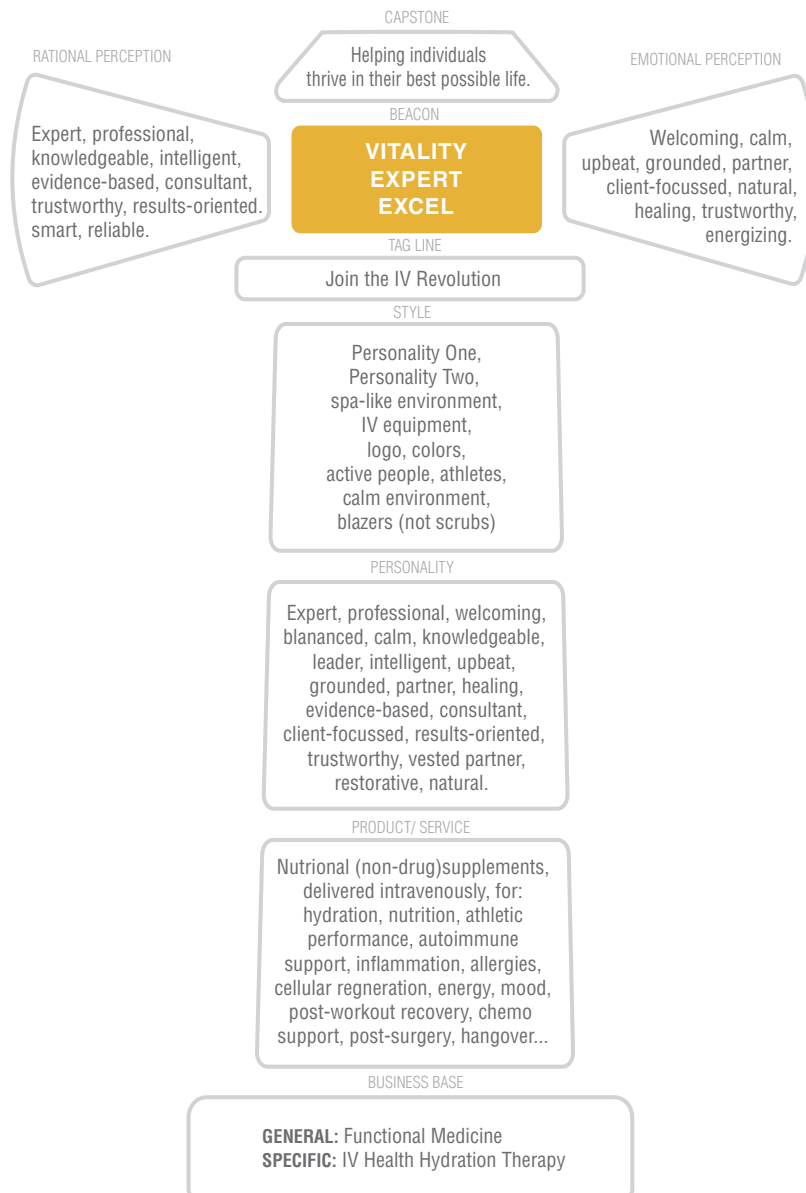 CAPSTONE
Helping individuals
thrive in their best possible life.
RATIONAL PERCEPTION
Expert, professional,
knowledgeable, intelligent,
evidence-based, consultant,
trustworthy, results-oriented.
smart, reliable.
BEACON
VITALITY
EXPERT
EXCEL
EMOTIONAL PERCEPTION
Welcoming, calm,
upbeat, grounded, partner,
client-focussed, natural,
healing, trustworthy,
energizing.
TAG LINE
Join the IV Revolution
STYLE
Personality One,
Personality Two,
spa-like environment,
IV equipment,
logo, colors,
active people, athletes,
calm environment,
blazers (not scrubs)
PERSONALITY
Expert, professional, welcoming,
blananced, calm, knowledgeable,
leader, intelligent, upbeat,
grounded, partner, healing,
evidence-based, consultant,
client-focussed, results-oriented,
trustworthy, vested partner,
restorative, natural.
PRODUCT/ SERVICE
Nutrional (non-drug)supplements,
delivered intravenously, for:
hydration, nutrition, athletic
performance, autoimmune
support, inflammation, allergies,
cellular regneration, energy, mood,
post-workout recovery, chemo
support, post-surgery, hangover...
BUSINESS BASE
GENERAL: Functional Medicine
SPECIFIC: IV Health Hydration Therapy